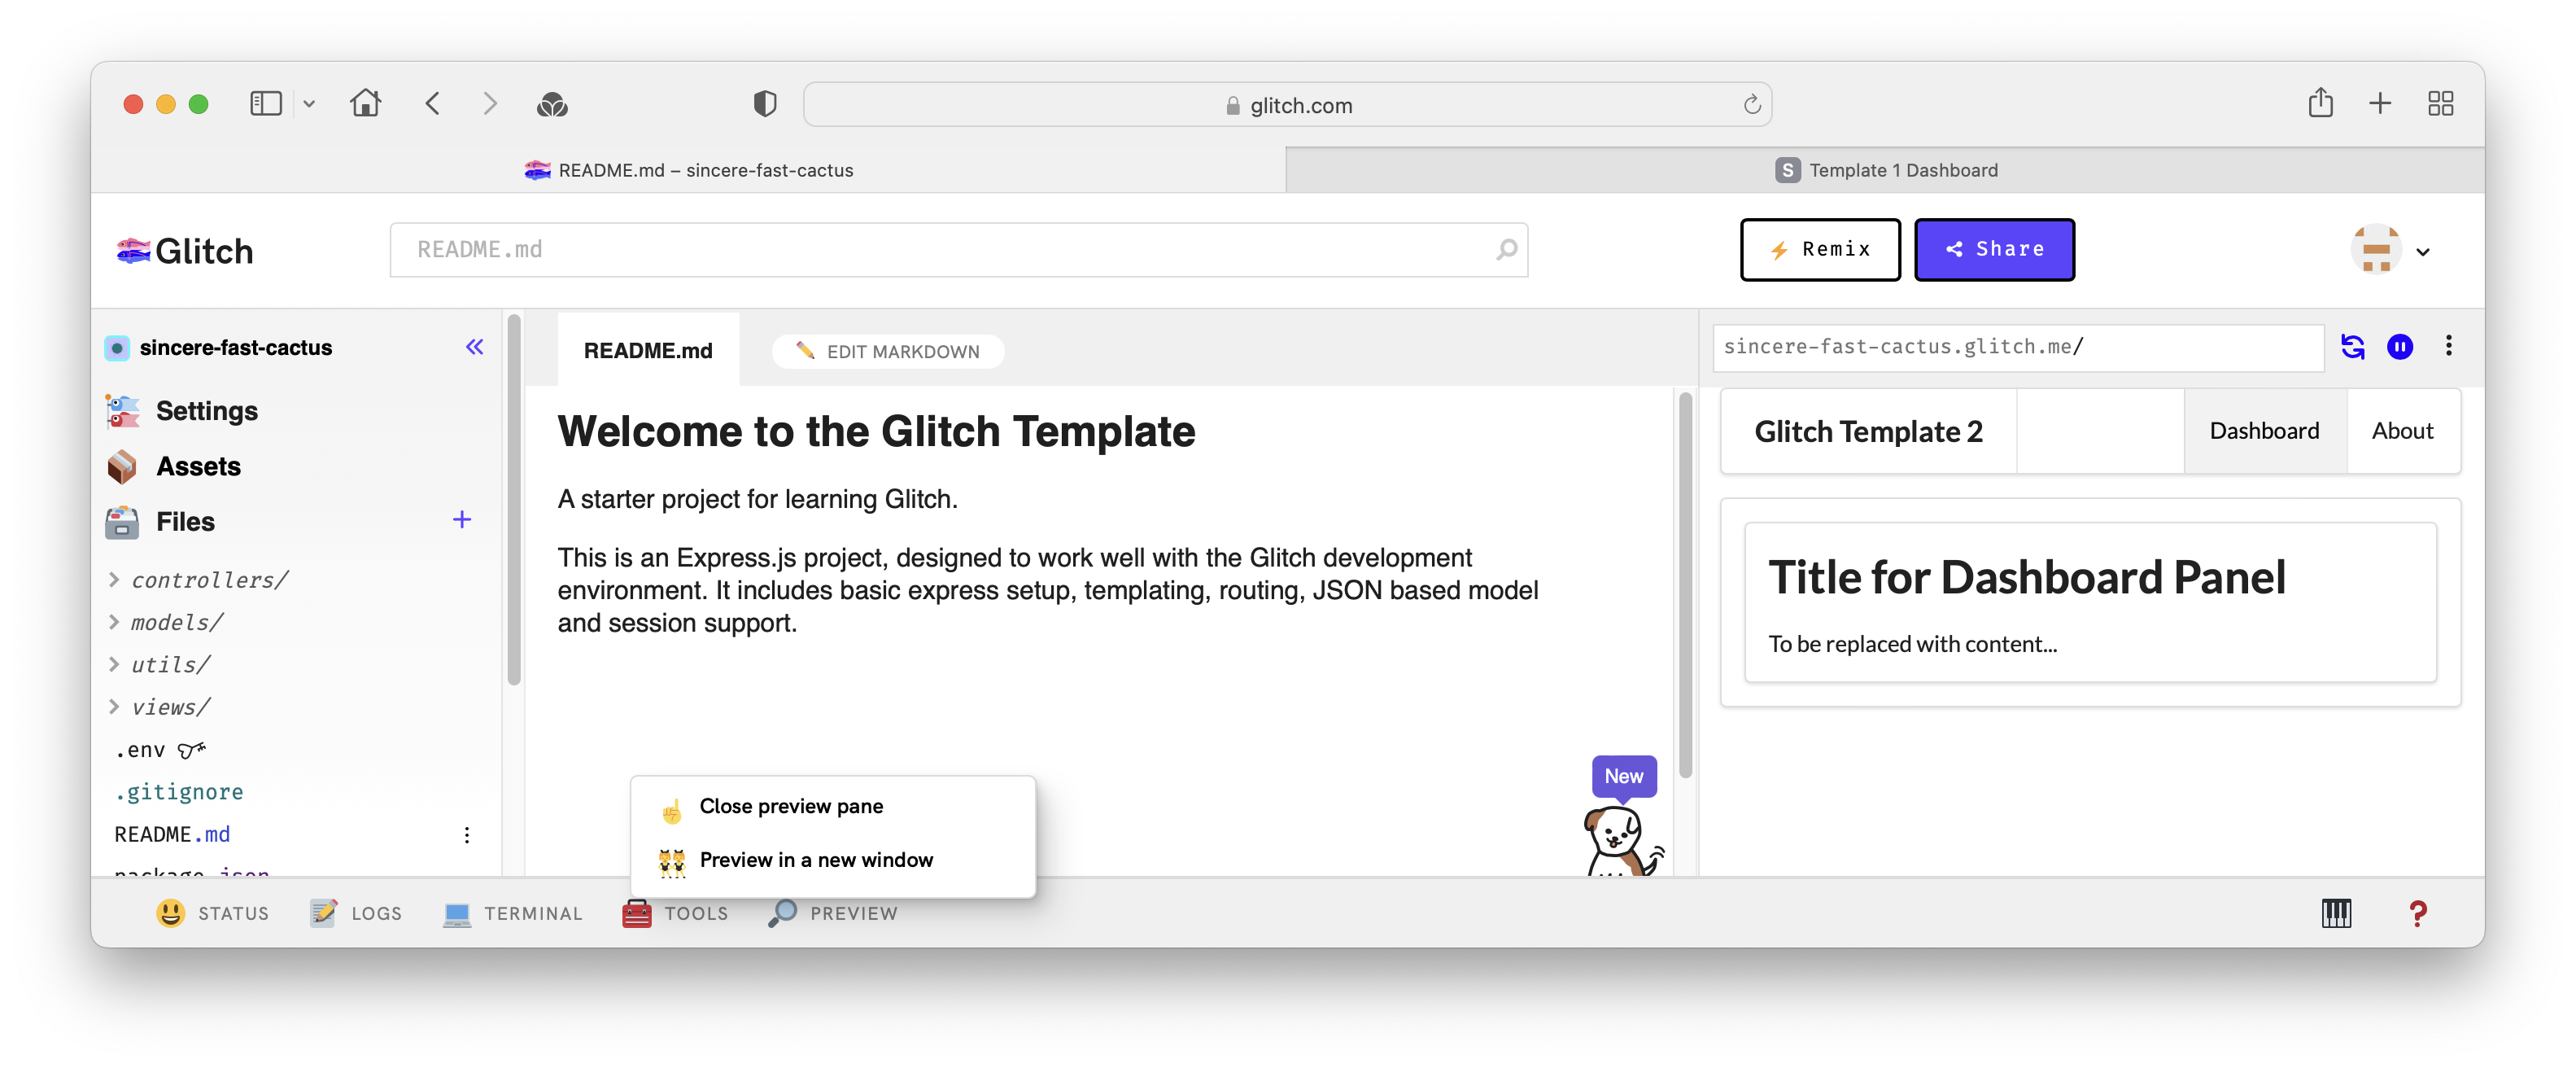 glitch.com
README.md – sincere-fast-cactus
S Template 1 Dashboard
Glitch
README.md
Remix
Share
sincere-fast-cactus
Settings
Assets
Files
controllers/
models/
utils/
views/
.env
.gitignore
README.md
package.json
README.md
EDIT MARKDOWN
Welcome to the Glitch Template
A starter project for learning Glitch.
This is an Express.js project, designed to work well with the Glitch development
environment. It includes basic express setup, templating, routing, JSON based model
and session support.
New
Close preview pane
Preview in a new window
sincere-fast-cactus.glitch.me/
Glitch Template 2
Dashboard
About
Title for Dashboard Panel
To be replaced with content...
STATUS
LOGS
TERMINAL
TOOLS
PREVIEW
?